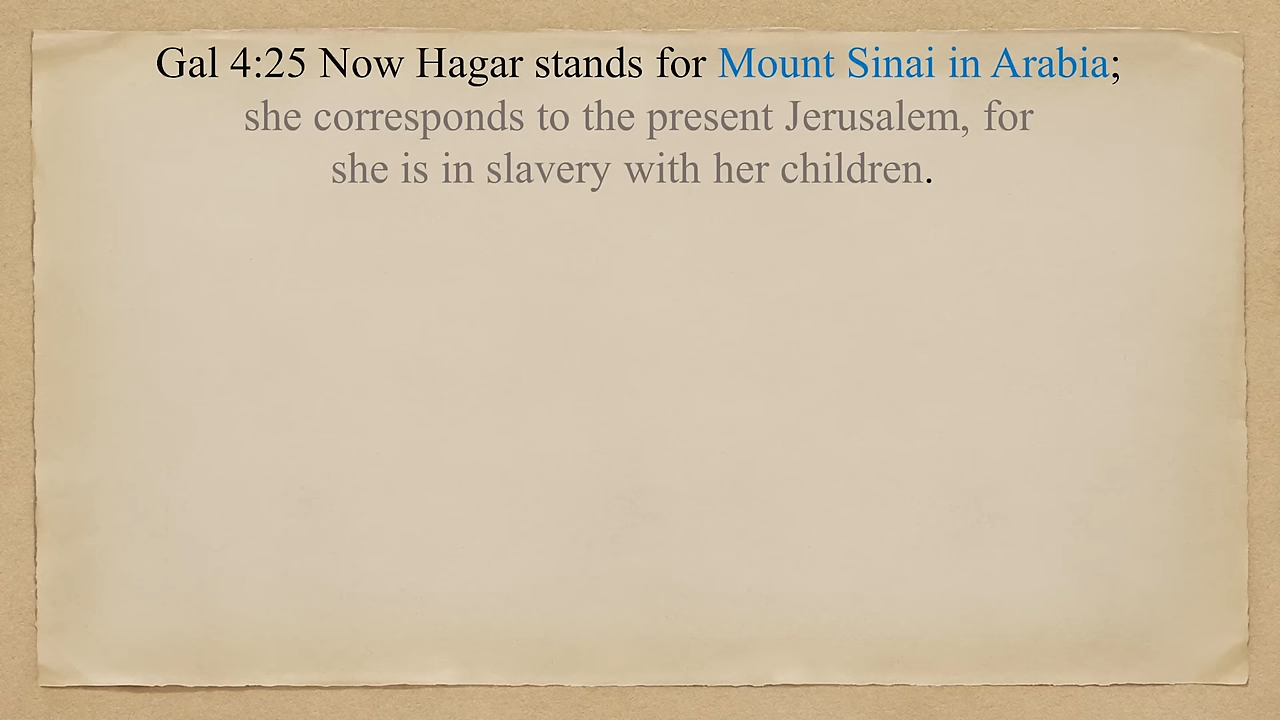 Gal 4:25 Now Hagar stands for Mount Sinai in Arabia;
she corresponds to the present Jerusalem, for
she is in slavery with her children.